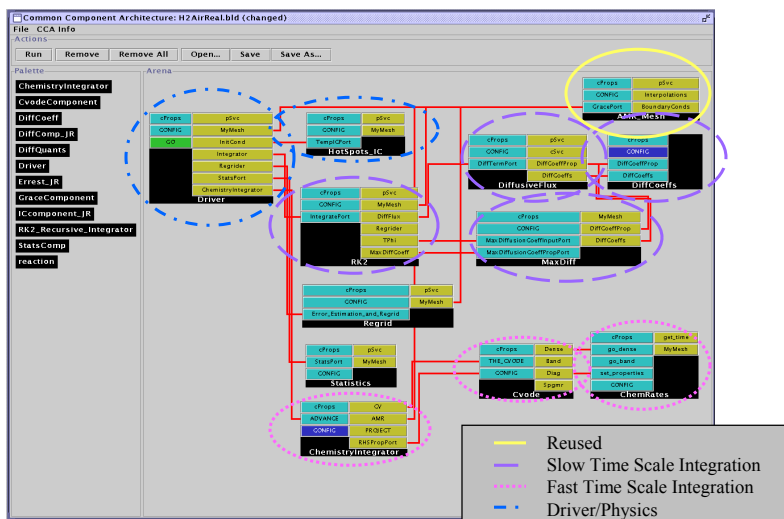 Common Component Architecture: H2AirReal.bld (changed)
File CCA Info
Actions
Run Remove Remove All Open... Save Save As...
Palette
ChemistryIntegrator
CvodeComponent
DiffCoeff
DiffComp_JR
DiffQuants
Driver
Errest_JR
GraceComponent
ICcomponent_JR
RK2_Recursive_Integrator
StatsComp
reaction
Arena
cProps pSvc
CONFIG MyMesh
GO InitCond
Integrator
Regrider
StatsPort
ChemistryIntegrator
Driver
cProps pSvc
CONFIG MyMesh
TempICPort
HotSpots_IC
cProps pSvc
CONFIG Interpolations
GracePort BoundaryConds
AMR_Mesh
cProps pSvc
CONFIG cSvc
DiffTermPort DiffCoeffProp
DiffCoeffs
DiffusiveFlux
cProps
CONFIG
DiffCoeffProp
DiffCoeffs
DiffCoeffs
cProps pSvc
CONFIG MyMesh
IntegratePort DiffFlux
Regrider
TPhi
MaxDiffCoeff
RK2
cProps MyMesh
CONFIG DiffCoeffProp
MaxDiffusionCoeffInputPort DiffCoeffs
MaxDiffusionCoeffPropPort
MaxDiff
cProps pSvc
CONFIG MyMesh
Error_Estimation_and_Regrid
Regrid
cProps pSvc
StatsPort MyMesh
CONFIG
Statistics
cProps Dense
THE_CVODE Band
CONFIG Diag
Spgmr
Cvode
cProps get_time
go_dense MyMesh
go_band
set_properties
CONFIG
ChemRates
cProps CV
ADVANCE AMR
CONFIG PROJECT
RHSPropPort
ChemistryIntegrator
Reused
Slow Time Scale Integration
Fast Time Scale Integration
Driver/Physics